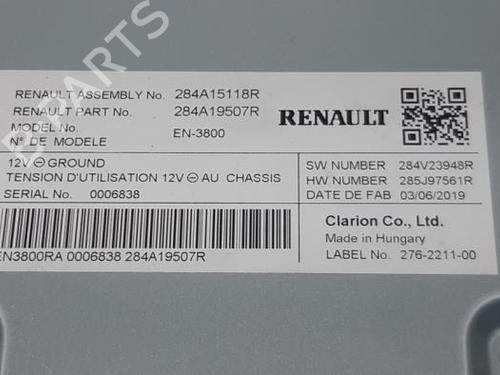 RENAULT ASSEMBLY No. 284A15118R
RENAULT PART No. 284A19507R
MODEL No.
N° DE MODELE EN-3800
RENAULT
12V ⊖ GROUND
TENSION D'UTILISATION 12V ⊖ AU CHASSIS
SERIAL No. 0006838
SW NUMBER 284V23948R
HW NUMBER 285J97561R
DATE DE FAB 03/06/2019
EN3800RA 0006838 284A19507R
Clarion Co., Ltd.
Made in Hungary
LABEL No. 276-2211-00
B PARTS